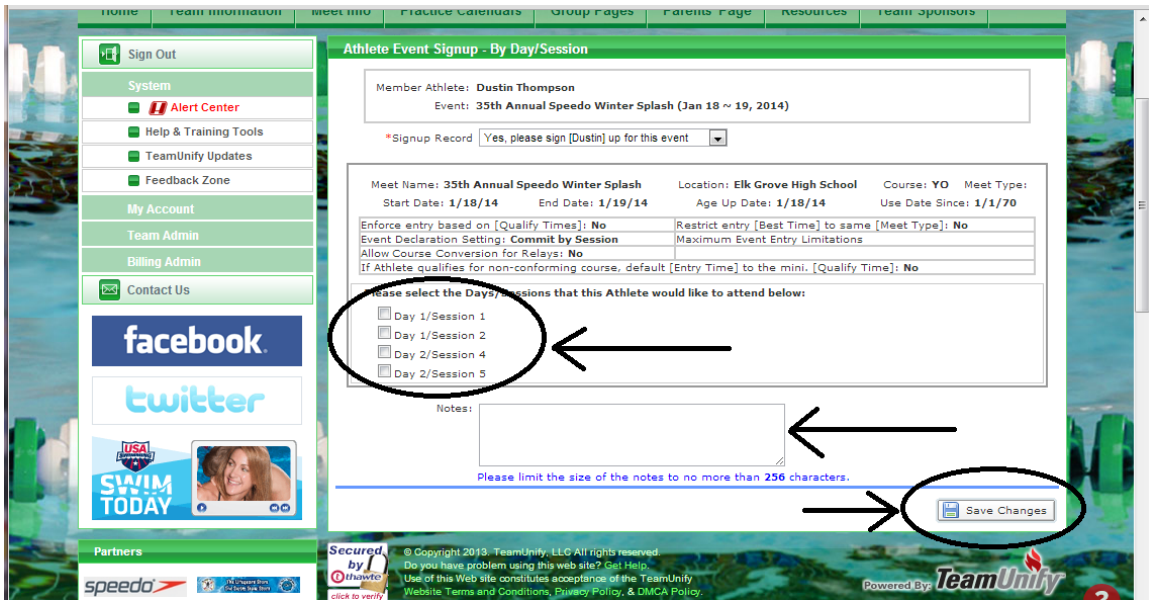 Home Team Information Meet Info Practice Calendars Group Pages Parents' Page Resources Team Sponsors
Sign Out
System
Alert Center
Help & Training Tools
TeamUnify Updates
Feedback Zone
My Account
Team Admin
Billing Admin
Contact Us
facebook.
twitter
USA
SWIMMING
SWIM
TODAY
Partners
speedo
Athlete Event Signup - By Day/Session
Member Athlete: Dustin Thompson
Event: 35th Annual Speedo Winter Splash (Jan 18 ~ 19, 2014)
*Signup Record Yes, please sign [Dustin] up for this event
Meet Name: 35th Annual Speedo Winter Splash Location: Elk Grove High School Course: YO Meet Type:
Start Date: 1/18/14 End Date: 1/19/14 Age Up Date: 1/18/14 Use Date Since: 1/1/70
Enforce entry based on [Qualify Times]: No Restrict entry [Best Time] to same [Meet Type]: No
Event Declaration Setting: Commit by Session Maximum Event Entry Limitations
Allow Course Conversion for Relays: No
If Athlete qualifies for non-conforming course, default [Entry Time] to the mini. [Qualify Time]: No
Please select the Days/Sessions that this Athlete would like to attend below:
Day 1/Session 1
Day 1/Session 2
Day 2/Session 4
Day 2/Session 5
Notes:
Please limit the size of the notes to no more than 256 characters.
Save Changes
Secured
by
thawte
click to verify
© Copyright 2013, TeamUnify, LLC All rights reserved.
Do you have problem using this web site? Get Help.
Use of this Web site constitutes acceptance of the TeamUnify
Website Terms and Conditions, Privacy Policy, & DMCA Policy.
Powered By: TeamUnify